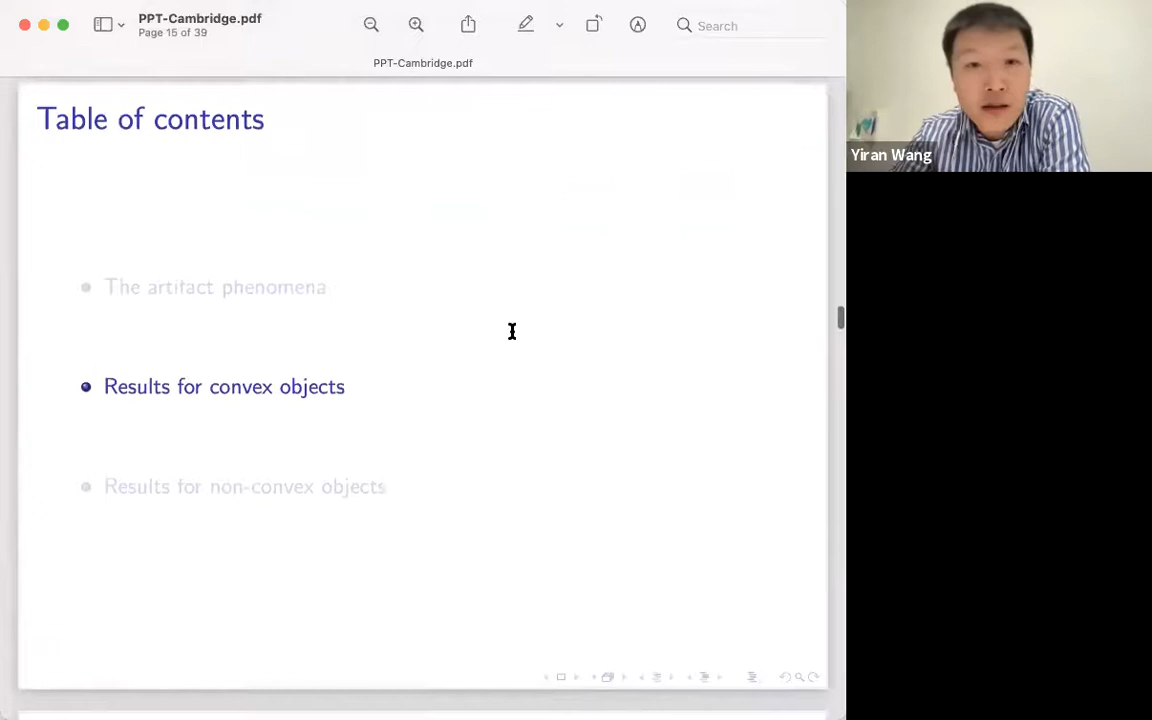 PPT-Cambridge.pdf
Page 15 of 39
Search
PPT-Cambridge.pdf
Table of contents
The artifact phenomena
Results for convex objects
Results for non-convex objects
Yiran Wang